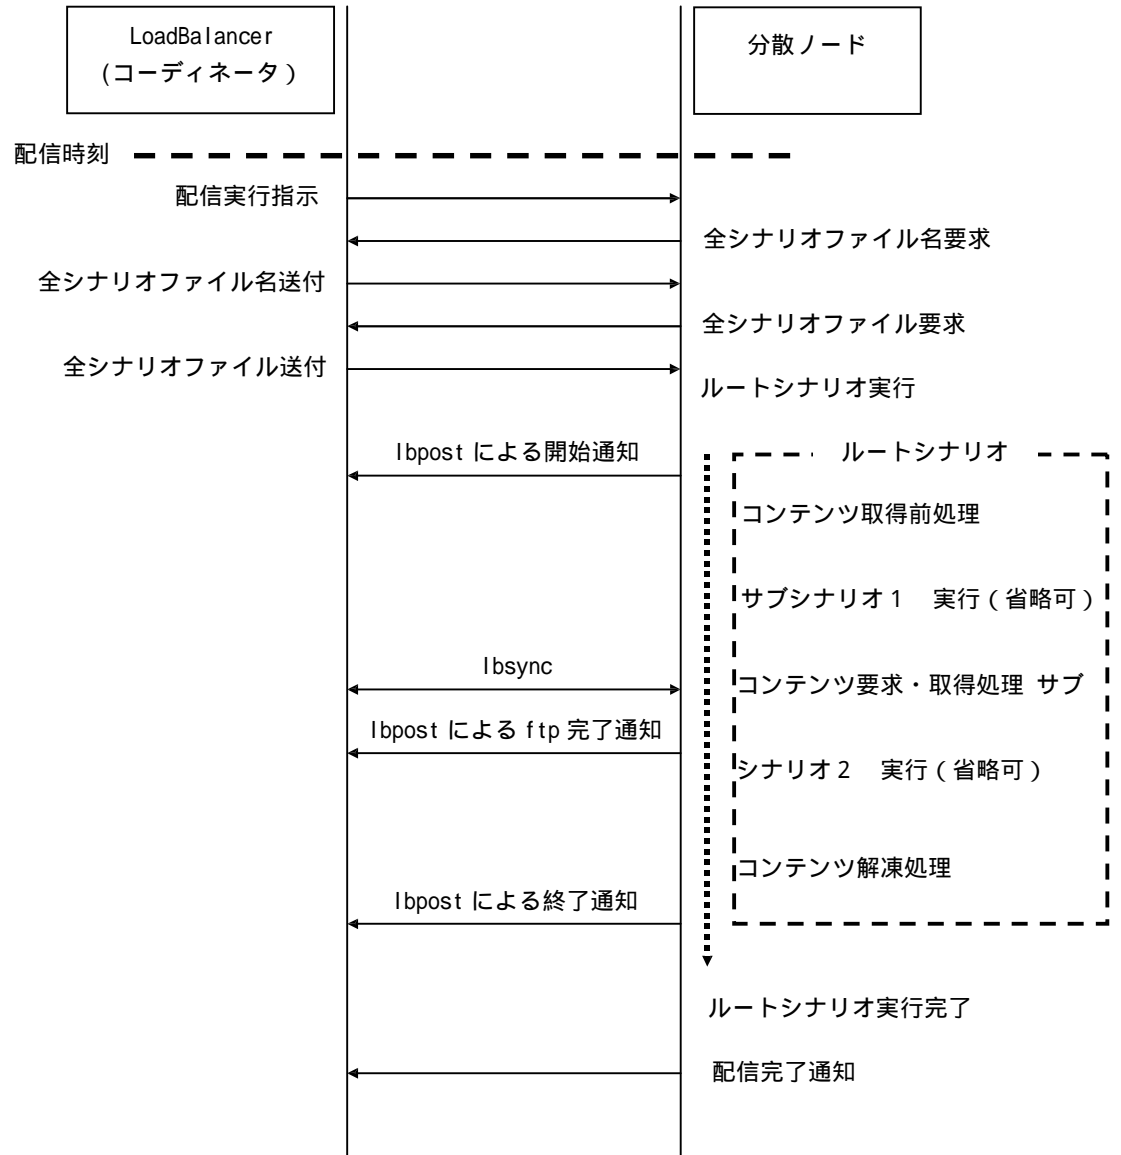 LoadBalancer
(コーディネータ)
分散ノード
配信時刻
配信実行指示
全シナリオファイル名要求
全シナリオファイル名送付
全シナリオファイル要求
全シナリオファイル送付
ルートシナリオ実行
lbpost による開始通知
ルートシナリオ
コンテンツ取得前処理
サブシナリオ1　実行(省略可)
lbsync
コンテンツ要求・取得処理 サブ
lbpost による ftp 完了通知
シナリオ2　実行(省略可)
コンテンツ解凍処理
lbpost による終了通知
ルートシナリオ実行完了
配信完了通知